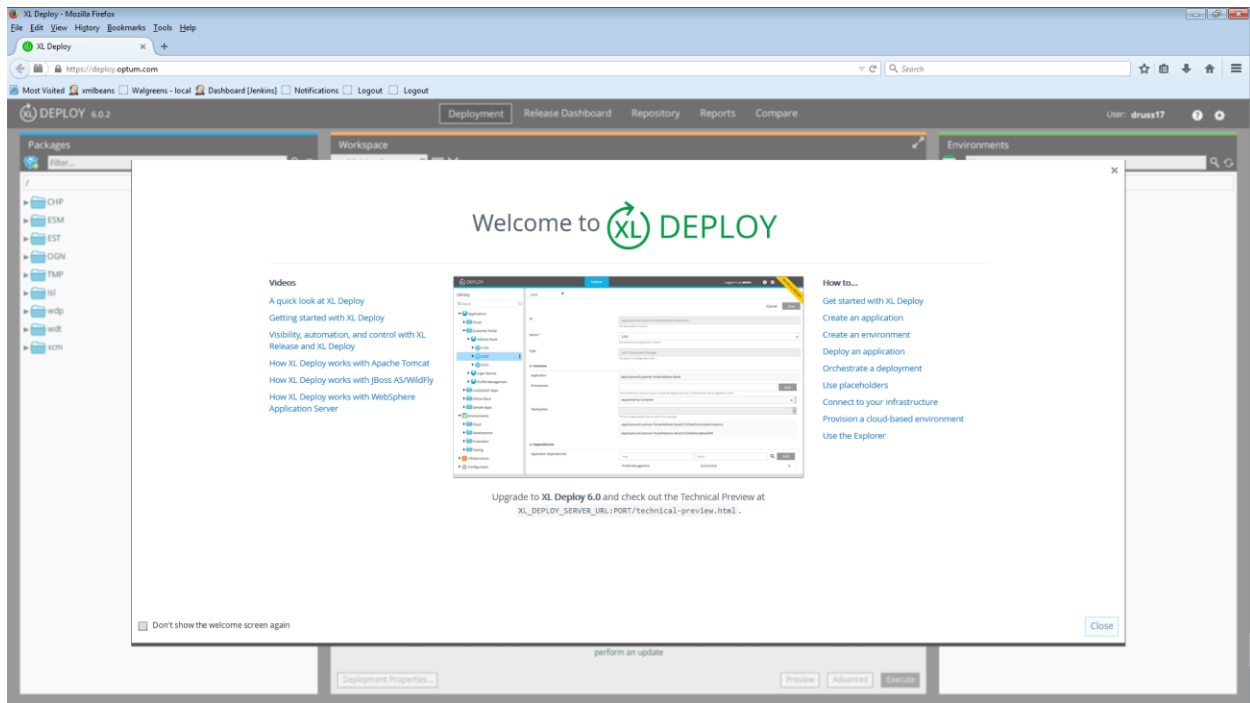 XL Deploy - Mozilla Firefox
File Edit View History Bookmarks Tools Help
XL Deploy
https://deploy.optum.com
Search
Most Visited xmlbeans Walgreens - local Dashboard [Jenkins] Notifications Logout Logout
XL DEPLOY 6.0.2
Deployment Release Dashboard Repository Reports Compare
User: druss17
Packages
Workspace
Environments
Filter...
/
CHP
ESM
EST
OGN
TMP
isl
wdp
wdt
xcm
Welcome to XL DEPLOY
Videos
A quick look at XL Deploy
Getting started with XL Deploy
Visibility, automation, and control with XL
Release and XL Deploy
How XL Deploy works with Apache Tomcat
How XL Deploy works with JBoss AS/WildFly
How XL Deploy works with WebSphere
Application Server
How to...
Get started with XL Deploy
Create an application
Create an environment
Deploy an application
Orchestrate a deployment
Use placeholders
Connect to your infrastructure
Provision a cloud-based environment
Use the Explorer
Upgrade to XL Deploy 6.0 and check out the Technical Preview at
XL_DEPLOY_SERVER_URL:PORT/technical-preview.html.
Don't show the welcome screen again
Close
perform an update
Deployment Properties...
Preview Advanced Execute